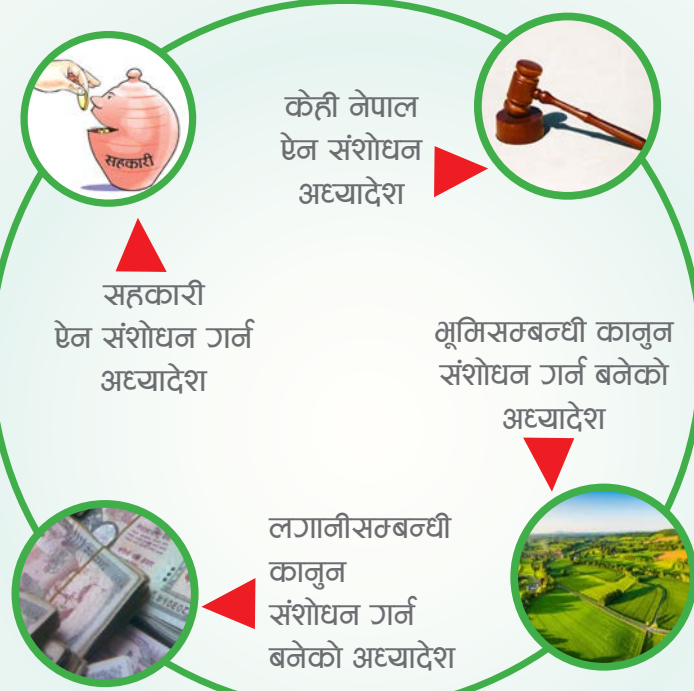 सहकारी
केही नेपाल
ऐन संशोधन
अध्यादेश
सहकारी
ऐन संशोधन गर्न
अध्यादेश
भूमिसम्बन्धी कानुन
संशोधन गर्न बनेको
अध्यादेश
लगानीसम्बन्धी
कानुन
संशोधन गर्न
बनेको अध्यादेश